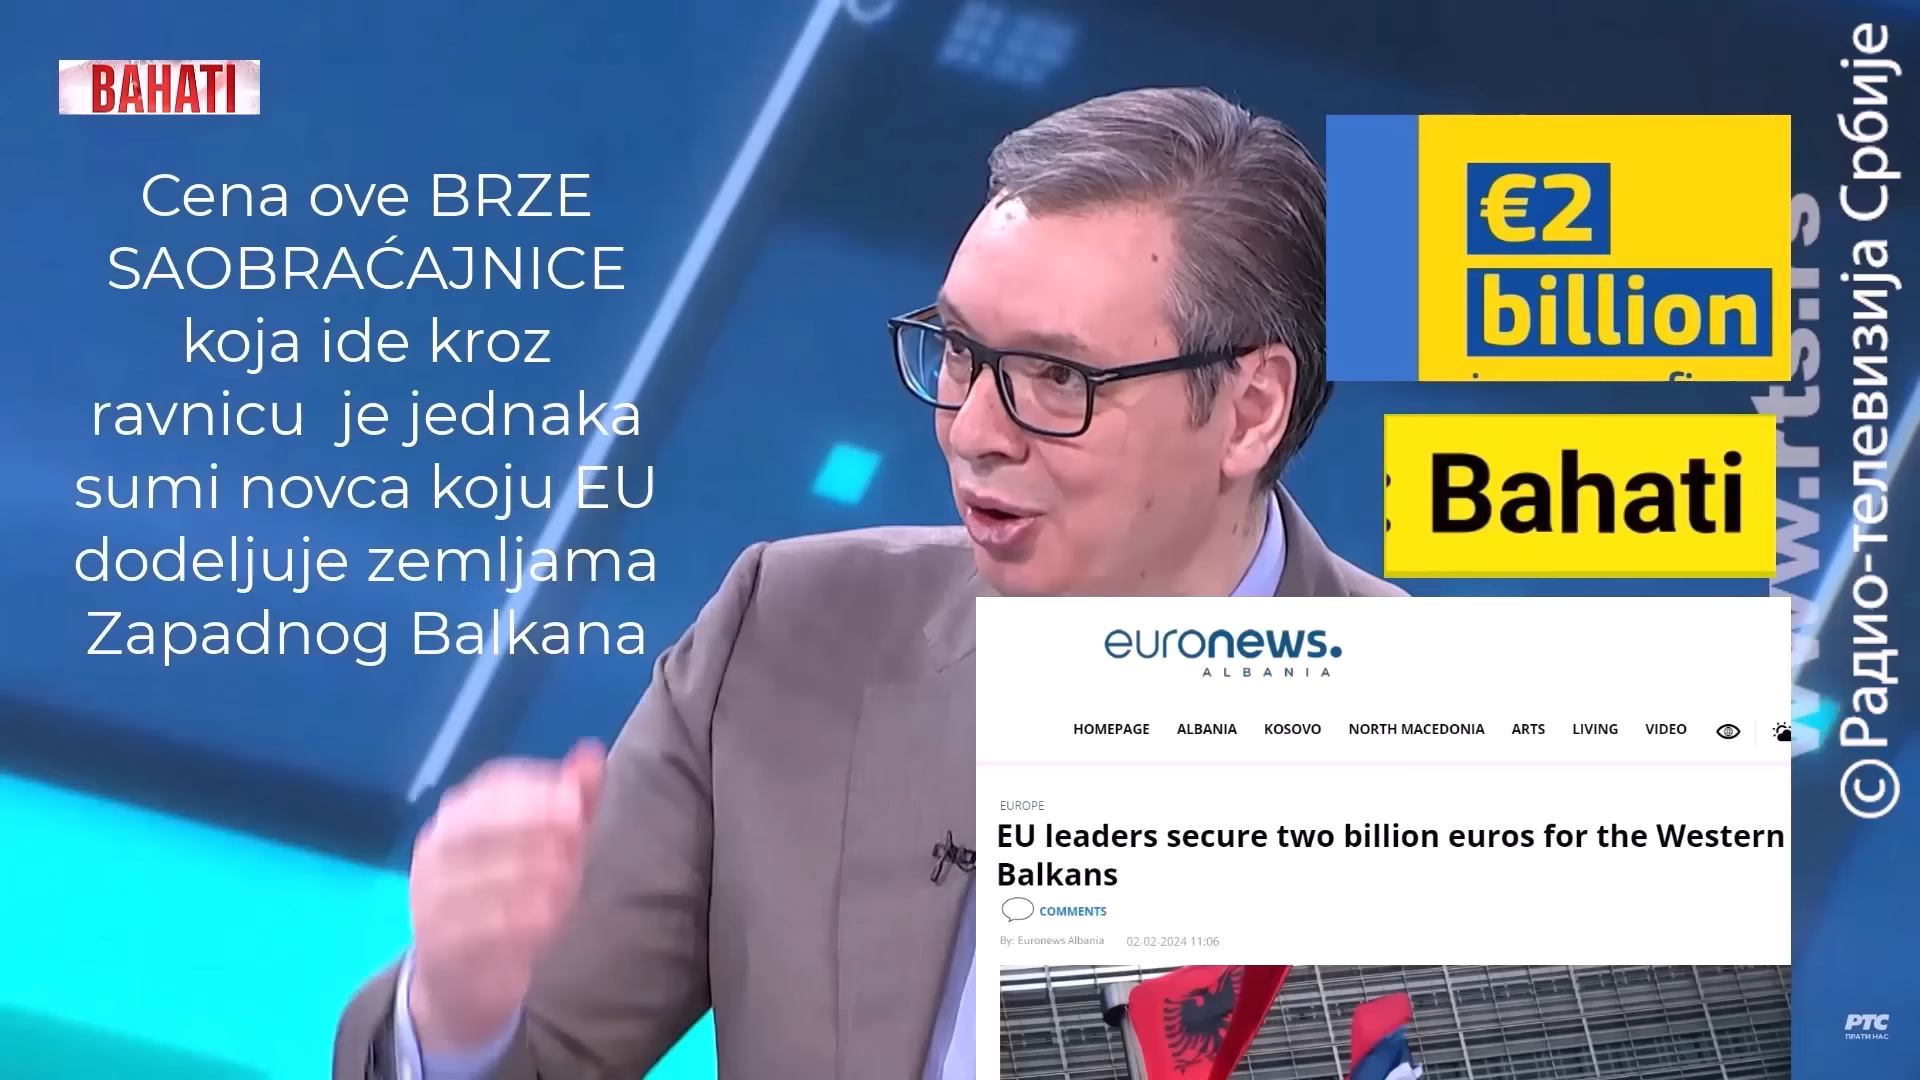 BAHATI
Cena ove BRZE
SAOBRAĆAJNICE
koja ide kroz
ravnicu je jednaka
sumi novca koju EU
dodeljuje zemljama
Zapadnog Balkana
€2
billion
: Bahati
euronews.
ALBANIA
HOMEPAGE ALBANIA KOSOVO NORTH MACEDONIA ARTS LIVING VIDEO
EUROPE
EU leaders secure two billion euros for the Western
Balkans
COMMENTS
By: Euronews Albania 02-02-2024 11:06
www.rts.rs
©Радио-телевизија Србије
РТС
ПРАТИ НАС